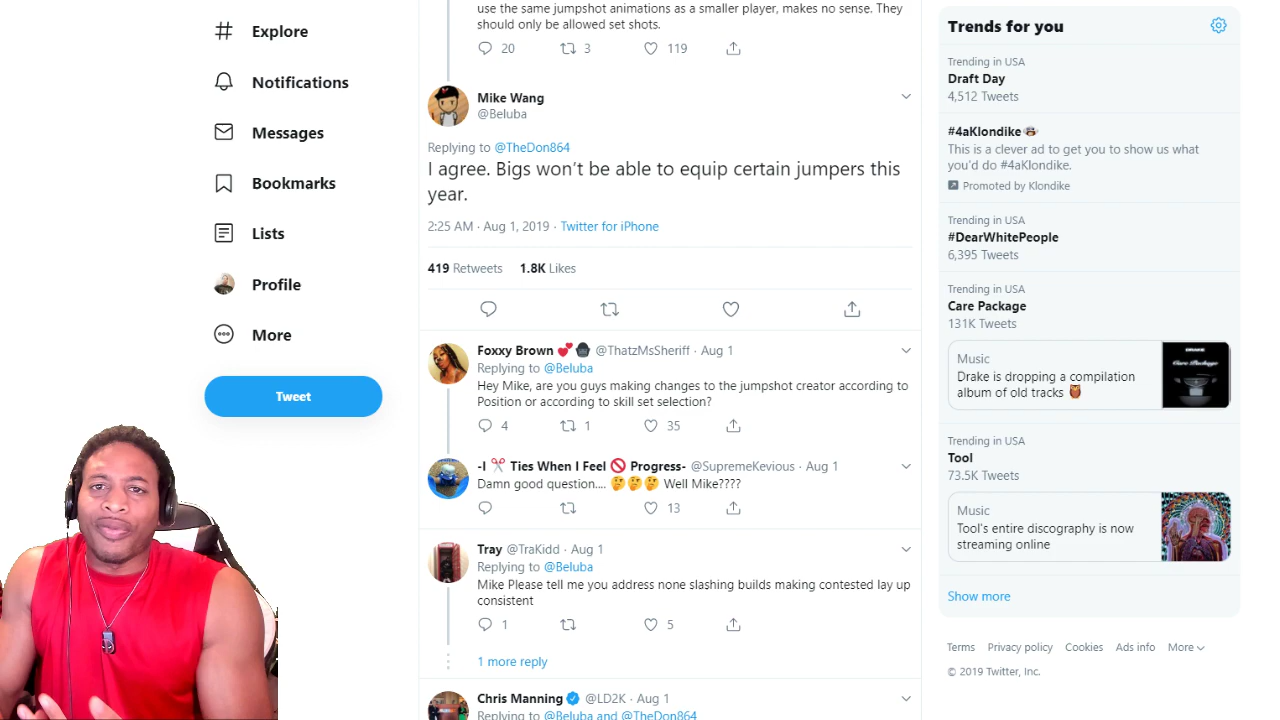 Explore
Notifications
Messages
Bookmarks
Lists
Profile
More
Tweet
use the same jumpshot animations as a smaller player, makes no sense. They
should only be allowed set shots.
20 3 119
Mike Wang
@Beluba
Replying to @TheDon864
I agree. Bigs won't be able to equip certain jumpers this
year.
2:25 AM · Aug 1, 2019 · Twitter for iPhone
419 Retweets 1.8K Likes
Foxxy Brown 💕 @ThatzMsSheriff · Aug 1
Replying to @Beluba
Hey Mike, are you guys making changes to the jumpshot creator according to
Position or according to skill set selection?
4 1 35
-I ✂️ Ties When I Feel 🚫 Progress- @SupremeKevious · Aug 1
Damn good question.... 🤔🤔🤔 Well Mike????
13
Tray @TraKidd · Aug 1
Replying to @Beluba
Mike Please tell me you address none slashing builds making contested lay up
consistent
1 5
1 more reply
Chris Manning @LD2K · Aug 1
Replying to @Beluba and @TheDon864
Trends for you
Trending in USA
Draft Day
4,512 Tweets
#4aKlondike
This is a clever ad to get you to show us what
you'd do #4aKlondike.
Promoted by Klondike
Trending in USA
#DearWhitePeople
6,395 Tweets
Trending in USA
Care Package
131K Tweets
Music
Drake is dropping a compilation
album of old tracks 🦉
DRAKE
Care Package
Trending in USA
Tool
73.5K Tweets
Music
Tool's entire discography is now
streaming online
Show more
Terms Privacy policy Cookies Ads info More
© 2019 Twitter, Inc.